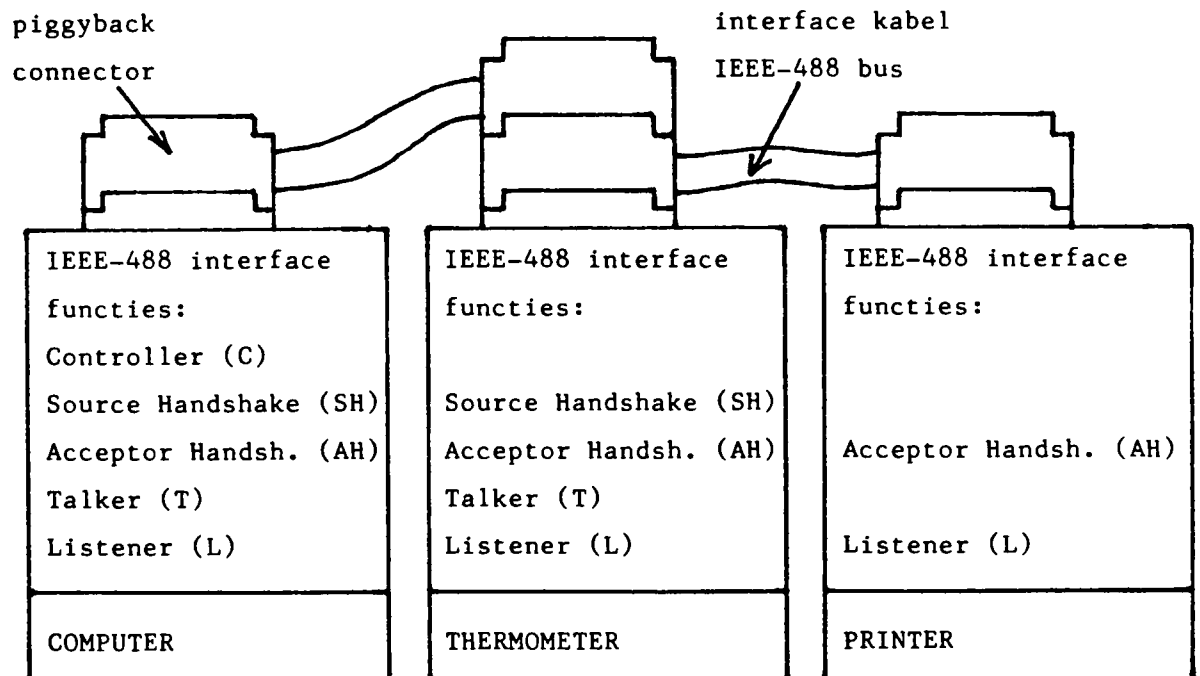 piggyback
connector
interface kabel
IEEE-488 bus
IEEE-488 interface
functies:
Controller (C)
Source Handshake (SH)
Acceptor Handsh. (AH)
Talker (T)
Listener (L)
COMPUTER
IEEE-488 interface
functies:
Source Handshake (SH)
Acceptor Handsh. (AH)
Talker (T)
Listener (L)
THERMOMETER
IEEE-488 interface
functies:
Acceptor Handsh. (AH)
Listener (L)
PRINTER